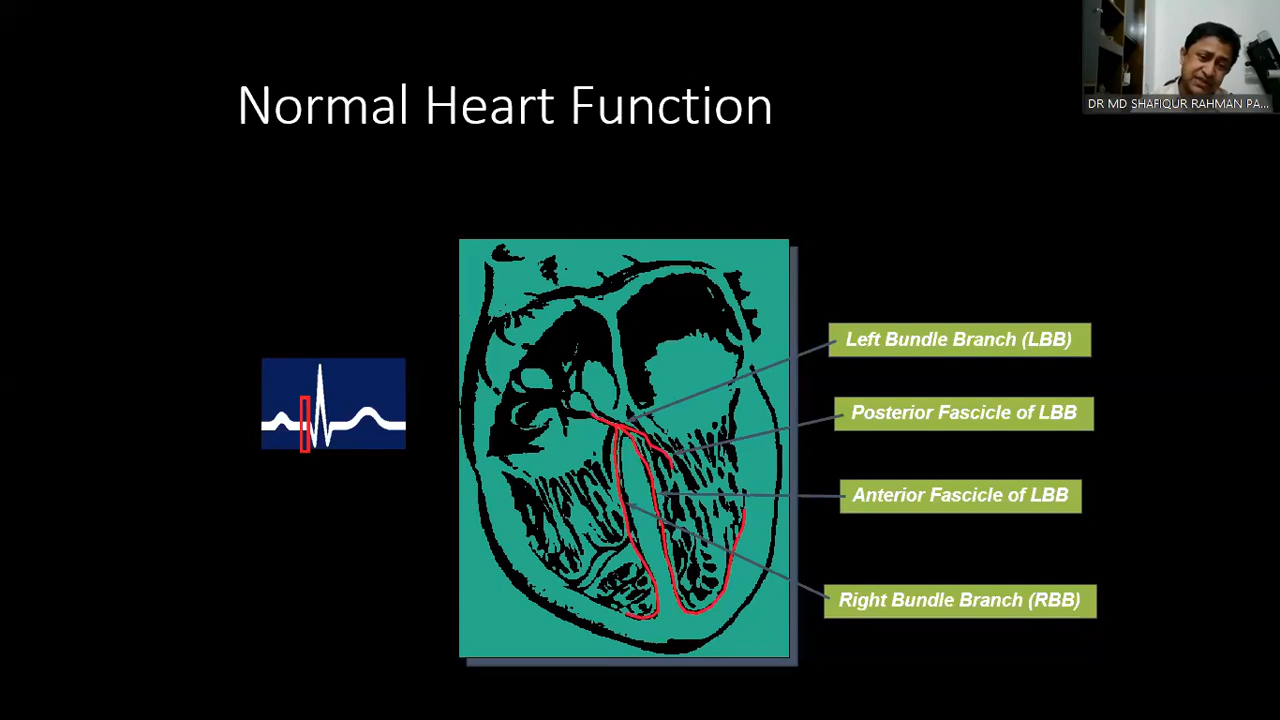 DR MD SHAFIQUR RAHMAN PA...
Normal Heart Function
Left Bundle Branch (LBB)
Posterior Fascicle of LBB
Anterior Fascicle of LBB
Right Bundle Branch (RBB)